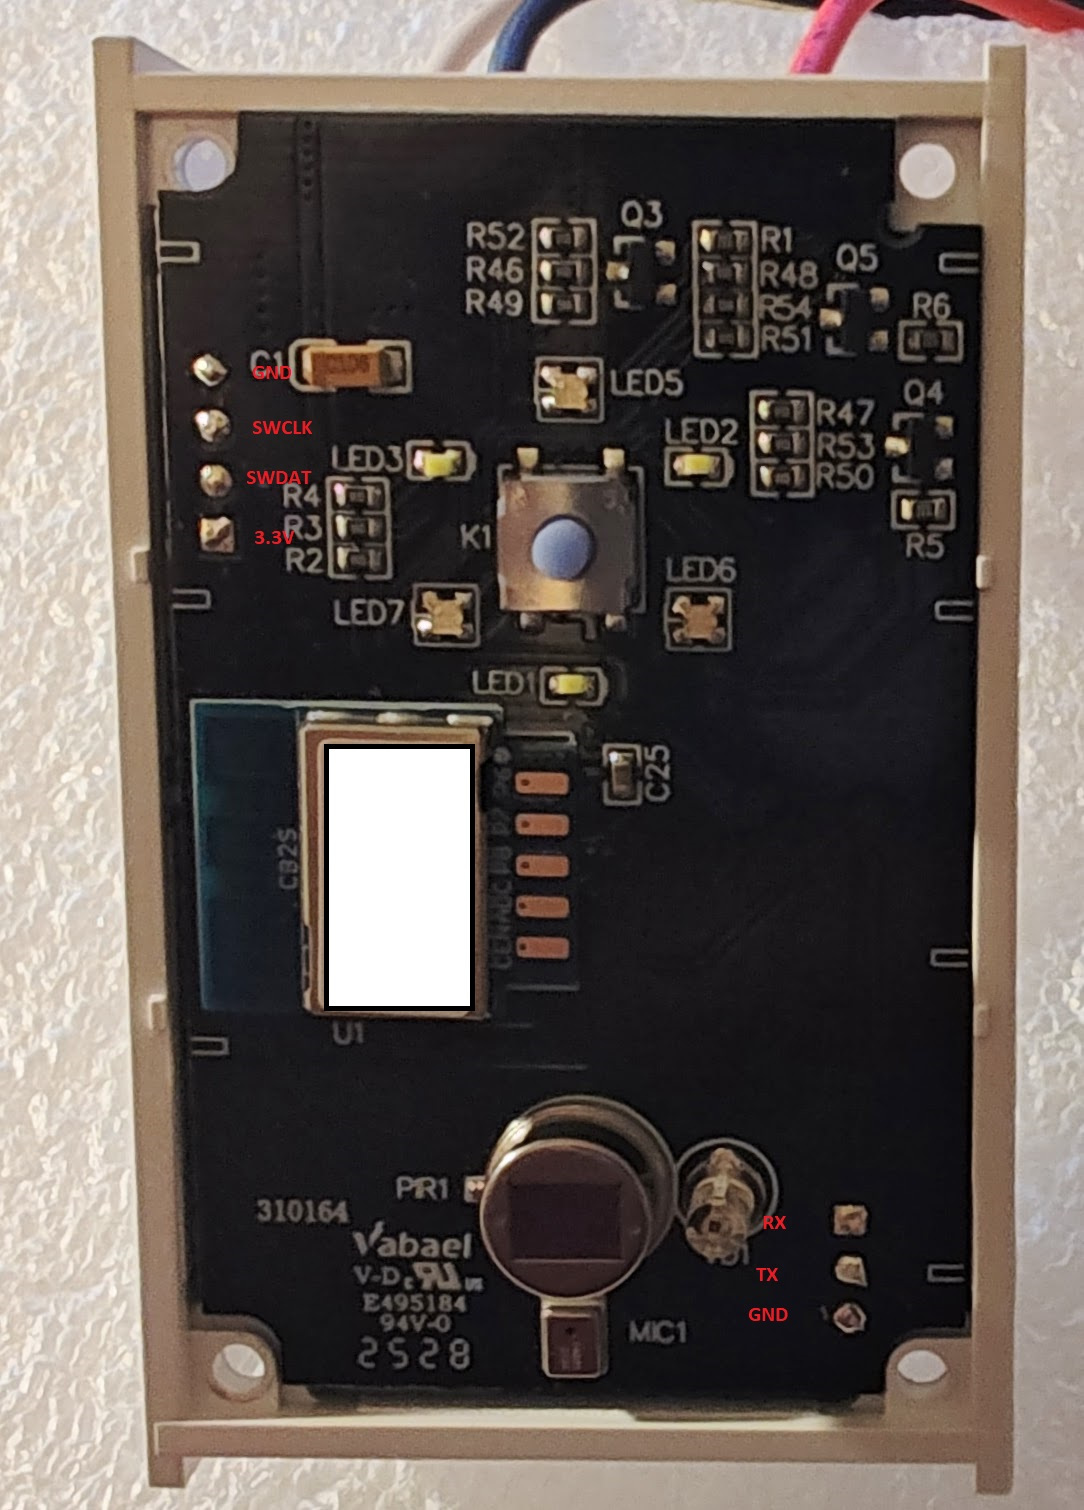 Q3
R52
R46
R49
R1
R48
R54
R51
Q5
R6
C1
GND
SWCLK
SWDAT
3.3V
LED5
LED2
LED3
R47
R53
R50
Q4
R5
R4
R3
R2
K1
LED7
LED6
LED1
C25
CB2S
U1
PIR1
310164
Vabael
V-D c RU us
E495184
94V-0
2528
MIC1
RX
TX
GND